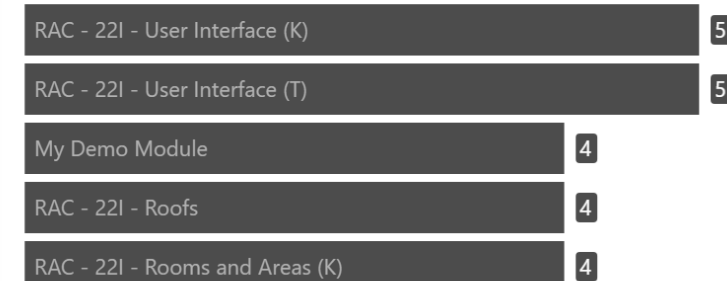 RAC - 22I - User Interface (K) 5
RAC - 22I - User Interface (T) 5
My Demo Module 4
RAC - 22I - Roofs 4
RAC - 22I - Rooms and Areas (K) 4